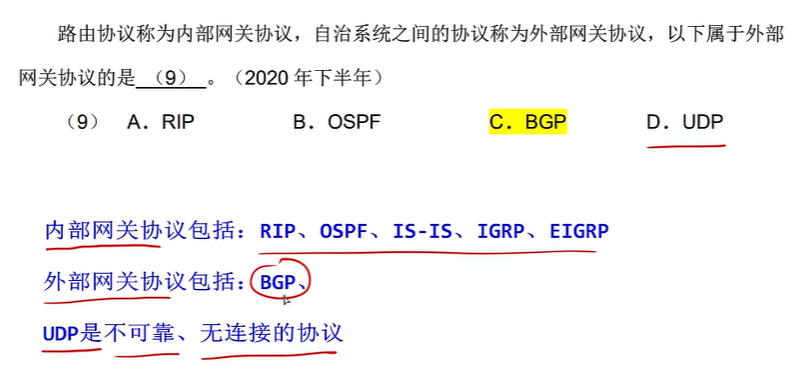 路由协议称为内部网关协议，自治系统之间的协议称为外部网关协议，以下属于外部
网关协议的是 （9） 。（2020 年下半年）
（9） A．RIP B．OSPF C．BGP D．UDP
内部网关协议包括：RIP、OSPF、IS-IS、IGRP、EIGRP
外部网关协议包括：BGP、
UDP是不可靠、无连接的协议